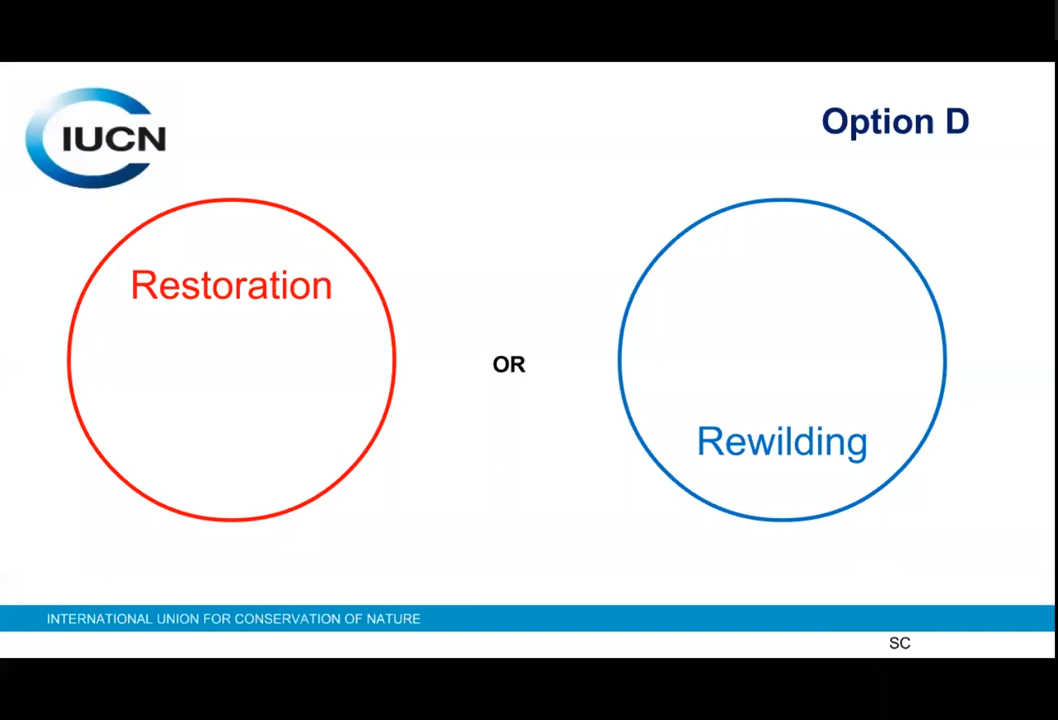 IUCN
Option D
Restoration
OR
Rewilding
INTERNATIONAL UNION FOR CONSERVATION OF NATURE
SC